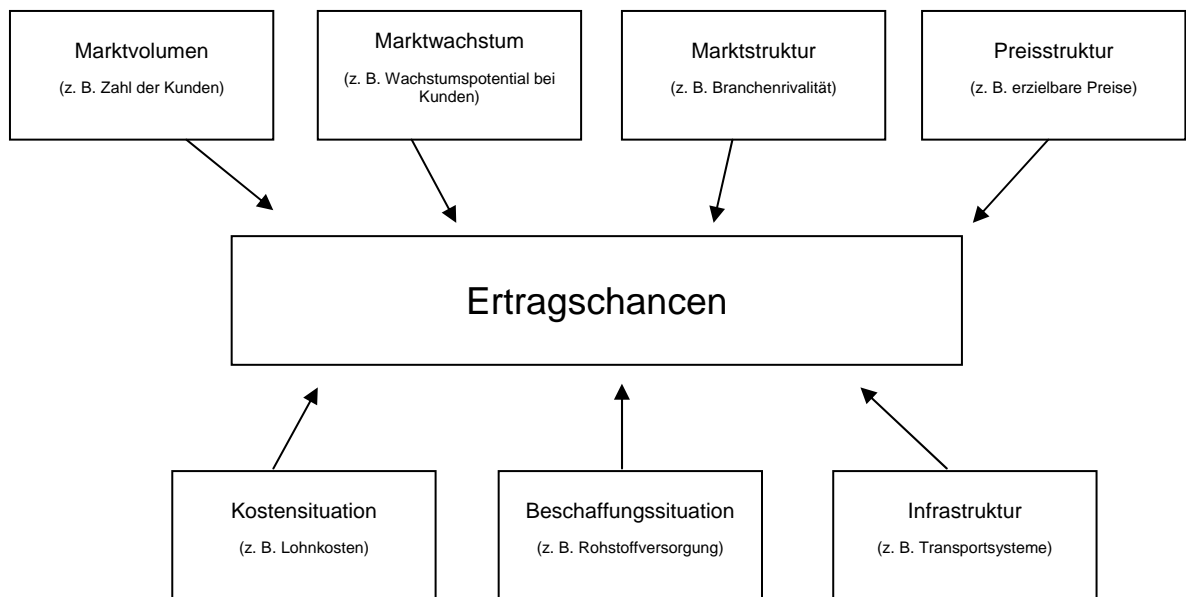 Marktvolumen
(z. B. Zahl der Kunden)
Marktwachstum
(z. B. Wachstumspotential bei
Kunden)
Marktstruktur
(z. B. Branchenrivalität)
Preisstruktur
(z. B. erzielbare Preise)
Ertragschancen
Kostensituation
(z. B. Lohnkosten)
Beschaffungssituation
(z. B. Rohstoffversorgung)
Infrastruktur
(z. B. Transportsysteme)